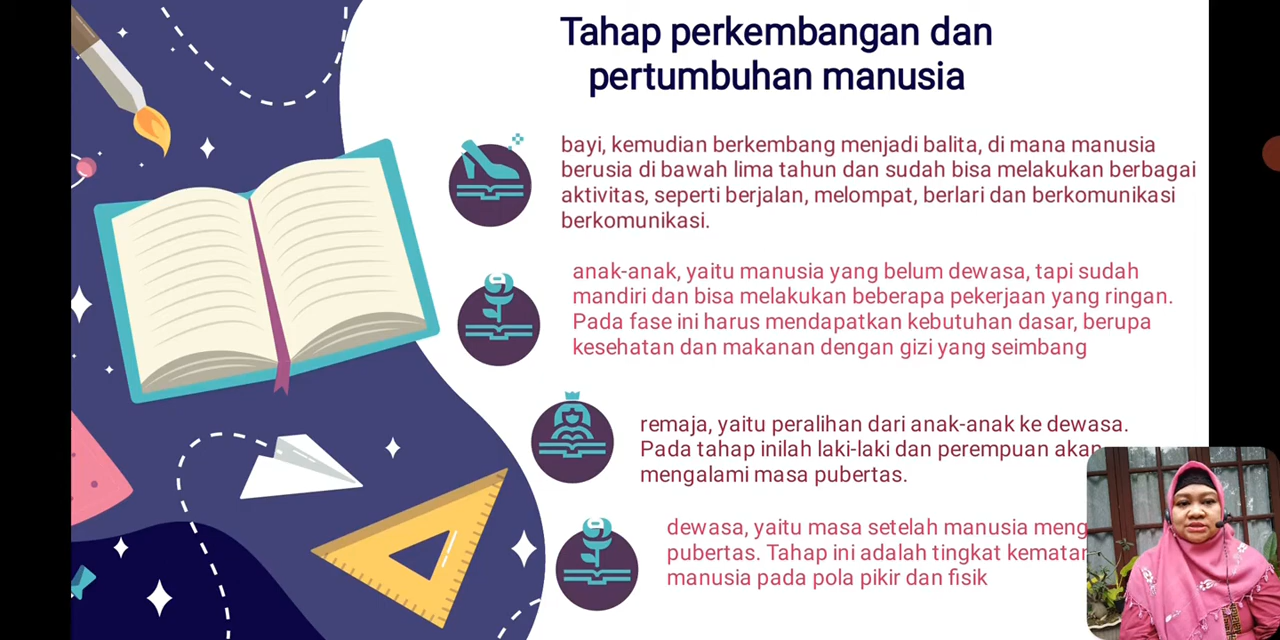 Tahap perkembangan dan
pertumbuhan manusia
bayi, kemudian berkembang menjadi balita, di mana manusia
berusia di bawah lima tahun dan sudah bisa melakukan berbagai
aktivitas, seperti berjalan, melompat, berlari dan berkomunikasi
berkomunikasi.
anak-anak, yaitu manusia yang belum dewasa, tapi sudah
mandiri dan bisa melakukan beberapa pekerjaan yang ringan.
Pada fase ini harus mendapatkan kebutuhan dasar, berupa
kesehatan dan makanan dengan gizi yang seimbang
remaja, yaitu peralihan dari anak-anak ke dewasa.
Pada tahap inilah laki-laki dan perempuan akan
mengalami masa pubertas.
dewasa, yaitu masa setelah manusia
pubertas. Tahap ini adalah tingkat
manusia pada pola pikir dan fisik